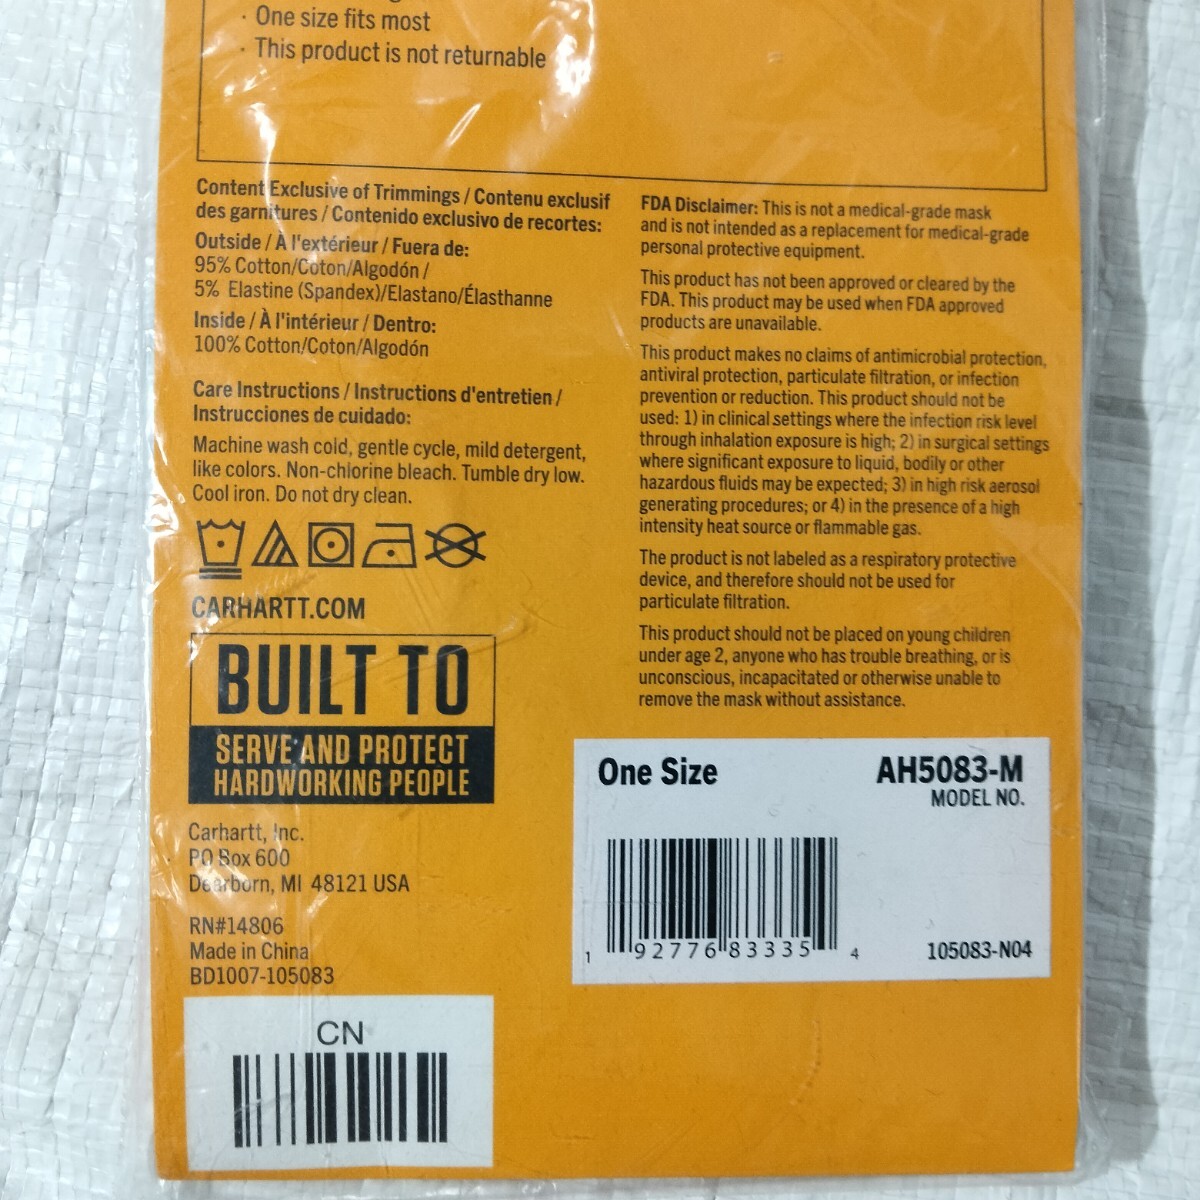 · One size fits most
· This product is not returnable
Content Exclusive of Trimmings / Contenu exclusif
des garnitures / Contenido exclusivo de recortes:
Outside / À l'extérieur / Fuera de:
95% Cotton/Coton/Algodón /
5% Elastine (Spandex)/Elastano/Élasthanne
Inside / À l'intérieur / Dentro:
100% Cotton/Coton/Algodón
Care Instructions / Instructions d'entretien /
Instrucciones de cuidado:
Machine wash cold, gentle cycle, mild detergent,
like colors. Non-chlorine bleach. Tumble dry low.
Cool iron. Do not dry clean.
CARHARTT.COM
BUILT TO
SERVE AND PROTECT
HARDWORKING PEOPLE
Carhartt, Inc.
PO Box 600
Dearborn, MI 48121 USA
RN#14806
Made in China
BD1007-105083
CN
FDA Disclaimer: This is not a medical-grade mask
and is not intended as a replacement for medical-grade
personal protective equipment.
This product has not been approved or cleared by the
FDA. This product may be used when FDA approved
products are unavailable.
This product makes no claims of antimicrobial protection,
antiviral protection, particulate filtration, or infection
prevention or reduction. This product should not be
used: 1) in clinical settings where the infection risk level
through inhalation exposure is high; 2) in surgical settings
where significant exposure to liquid, bodily or other
hazardous fluids may be expected; 3) in high risk aerosol
generating procedures; or 4) in the presence of a high
intensity heat source or flammable gas.
The product is not labeled as a respiratory protective
device, and therefore should not be used for
particulate filtration.
This product should not be placed on young children
under age 2, anyone who has trouble breathing, or is
unconscious, incapacitated or otherwise unable to
remove the mask without assistance.
One Size
AH5083-M
MODEL NO.
1 92776 83335 4
105083-N04